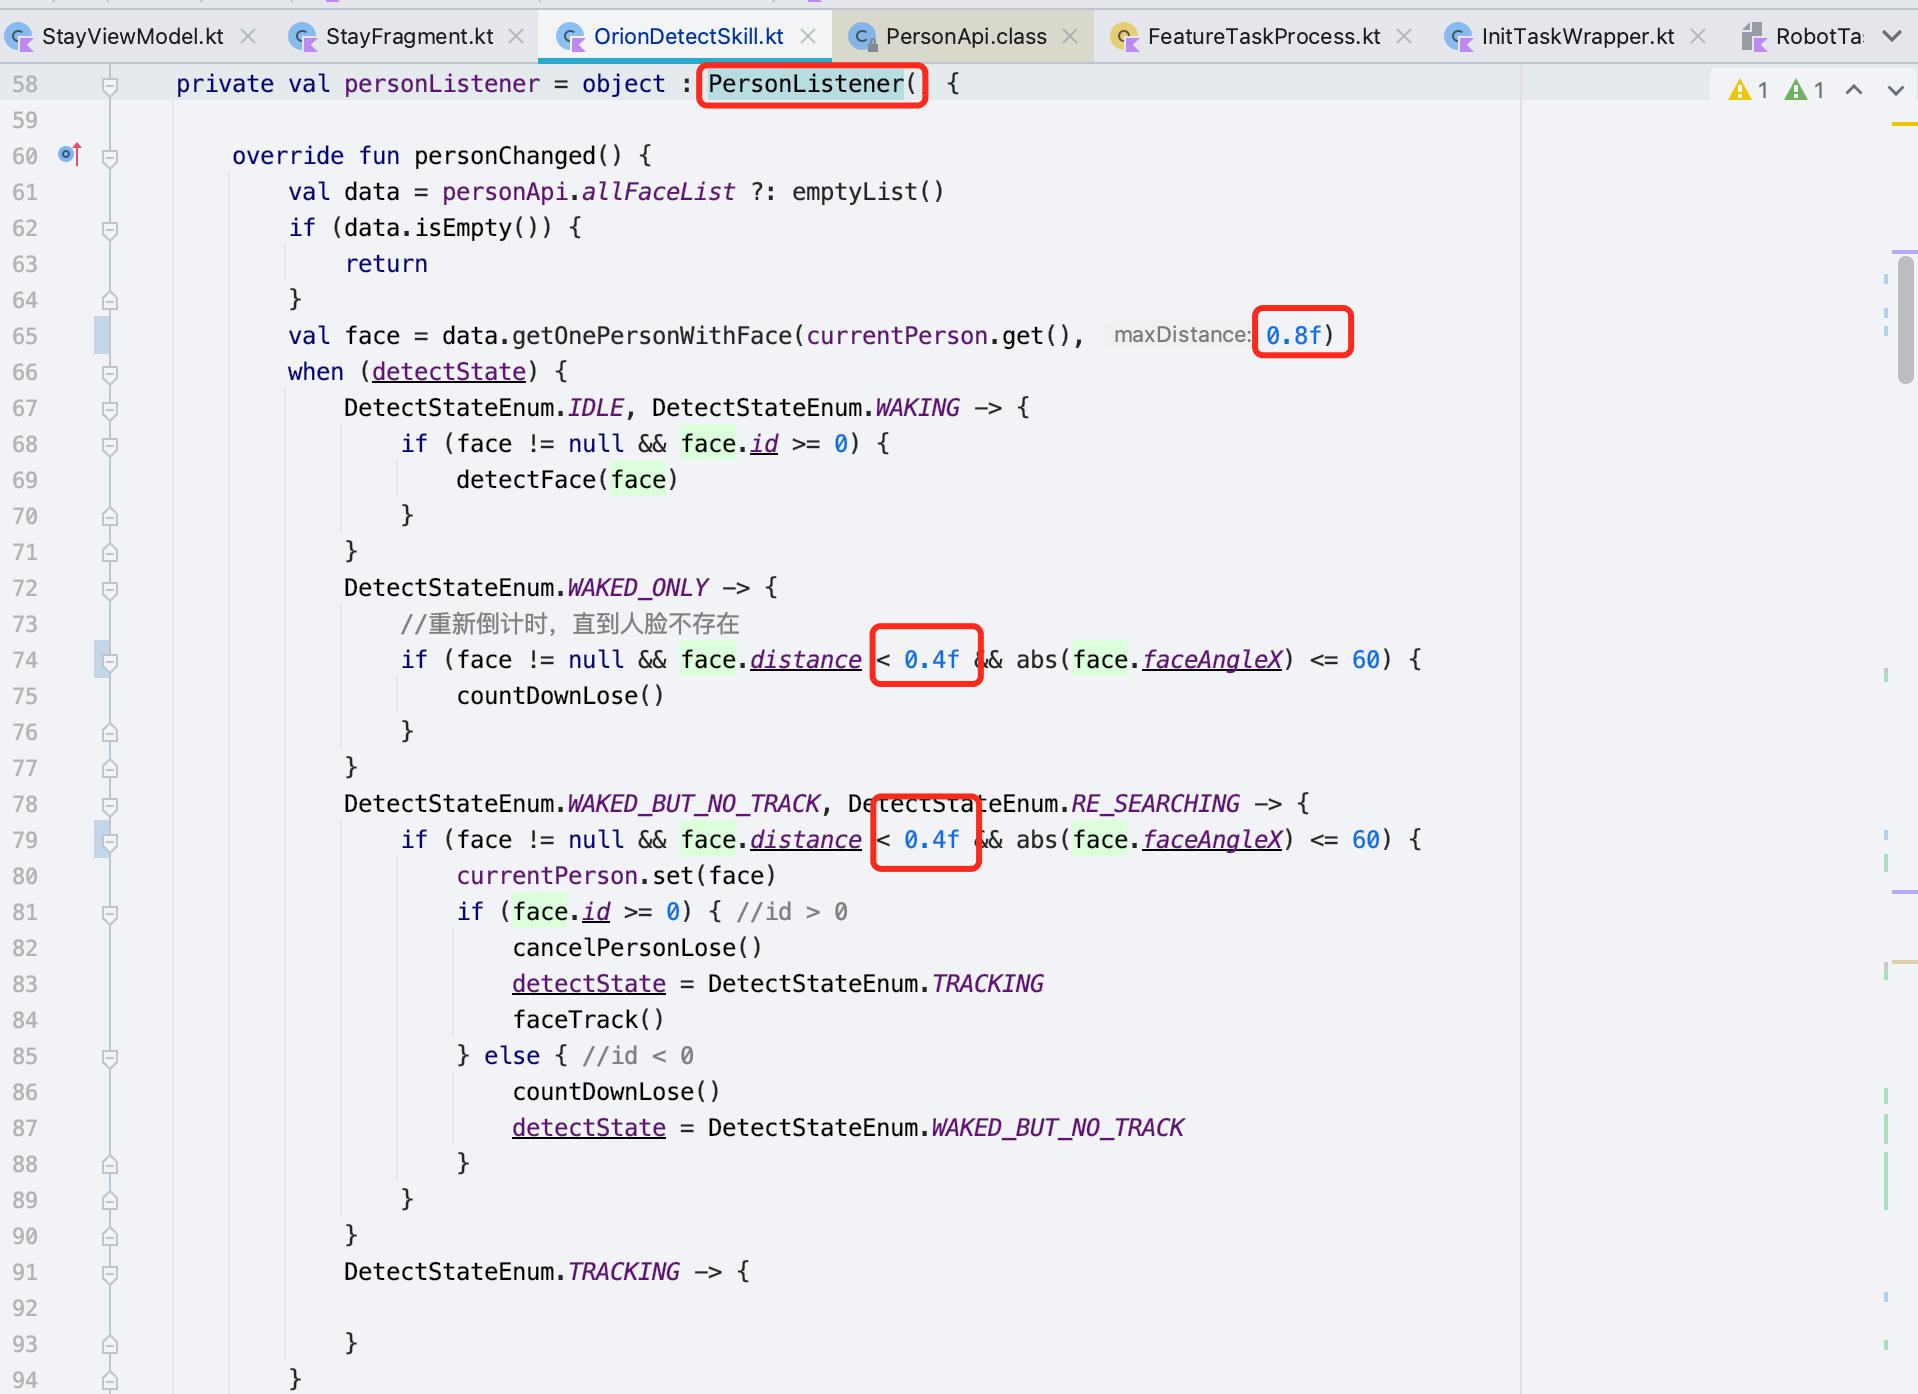 StayViewModel.kt StayFragment.kt OrionDetectSkill.kt PersonApi.class FeatureTaskProcess.kt InitTaskWrapper.kt RobotTa
58 private val personListener = object : PersonListener() {
1 1
59
60 override fun personChanged() {
61 val data = personApi.allFaceList ?: emptyList()
62 if (data.isEmpty()) {
63 return
64 }
65 val face = data.getOnePersonWithFace(currentPerson.get(), maxDistance: 0.8f)
66 when (detectState) {
67 DetectStateEnum.IDLE, DetectStateEnum.WAKING -> {
68 if (face != null && face.id >= 0) {
69 detectFace(face)
70 }
71 }
72 DetectStateEnum.WAKED_ONLY -> {
73 //重新倒计时，直到人脸不存在
74 if (face != null && face.distance < 0.4f && abs(face.faceAngleX) <= 60) {
75 countDownLose()
76 }
77 }
78 DetectStateEnum.WAKED_BUT_NO_TRACK, DetectStateEnum.RE_SEARCHING -> {
79 if (face != null && face.distance < 0.4f && abs(face.faceAngleX) <= 60) {
80 currentPerson.set(face)
81 if (face.id >= 0) { //id > 0
82 cancelPersonLose()
83 detectState = DetectStateEnum.TRACKING
84 faceTrack()
85 } else { //id < 0
86 countDownLose()
87 detectState = DetectStateEnum.WAKED_BUT_NO_TRACK
88 }
89 }
90 }
91 DetectStateEnum.TRACKING -> {
92
93 }
94 }